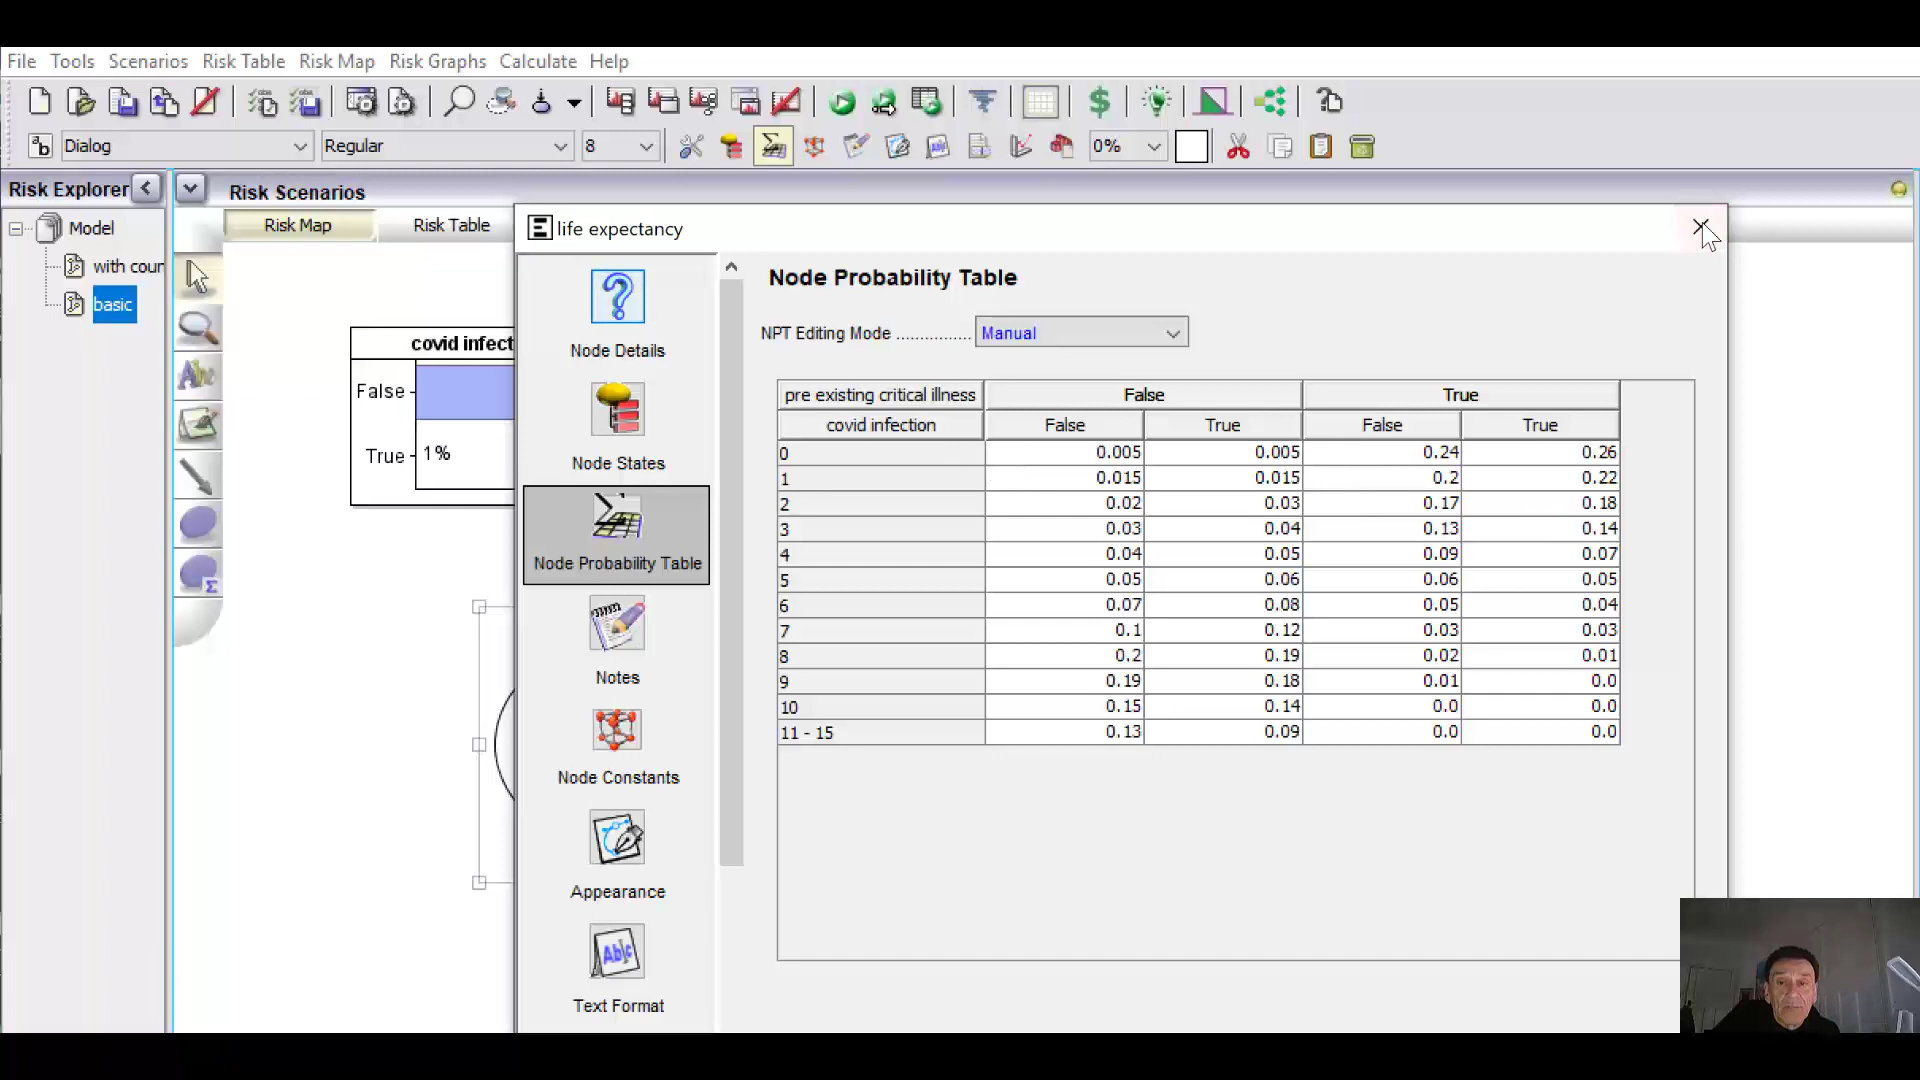 File Tools Scenarios Risk Table Risk Map Risk Graphs Calculate Help
Dialog Regular 8 0%
Risk Explorer
Risk Scenarios
Model
with cour
basic
Risk Map Risk Table
covid infect
False
True 1%
life expectancy
Node Details
Node States
Node Probability Table
Notes
Node Constants
Appearance
Text Format
Node Probability Table
NPT Editing Mode ................ Manual
pre existing critical illness False True
covid infection False True False True
0 0.005 0.005 0.24 0.26
1 0.015 0.015 0.2 0.22
2 0.02 0.03 0.17 0.18
3 0.03 0.04 0.13 0.14
4 0.04 0.05 0.09 0.07
5 0.05 0.06 0.06 0.05
6 0.07 0.08 0.05 0.04
7 0.1 0.12 0.03 0.03
8 0.2 0.19 0.02 0.01
9 0.19 0.18 0.01 0.0
10 0.15 0.14 0.0 0.0
11 - 15 0.13 0.09 0.0 0.0